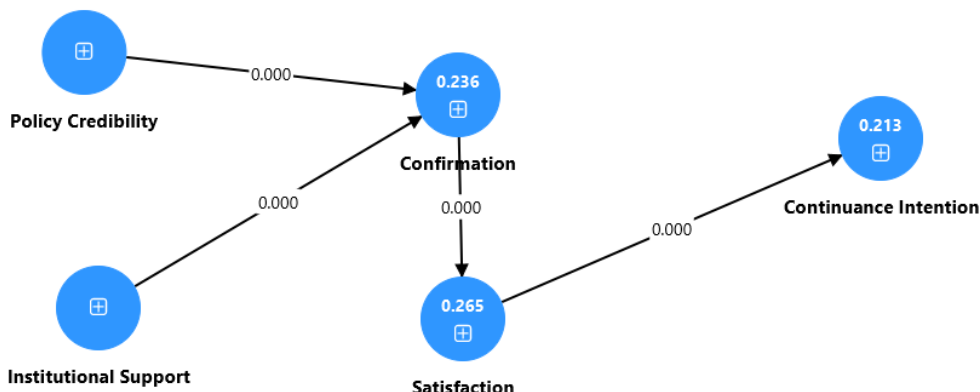 0.000
Policy Credibility
0.236
Confirmation
0.213
Continuance Intention
0.000
0.000
0.000
0.265
Satisfaction
Institutional Support